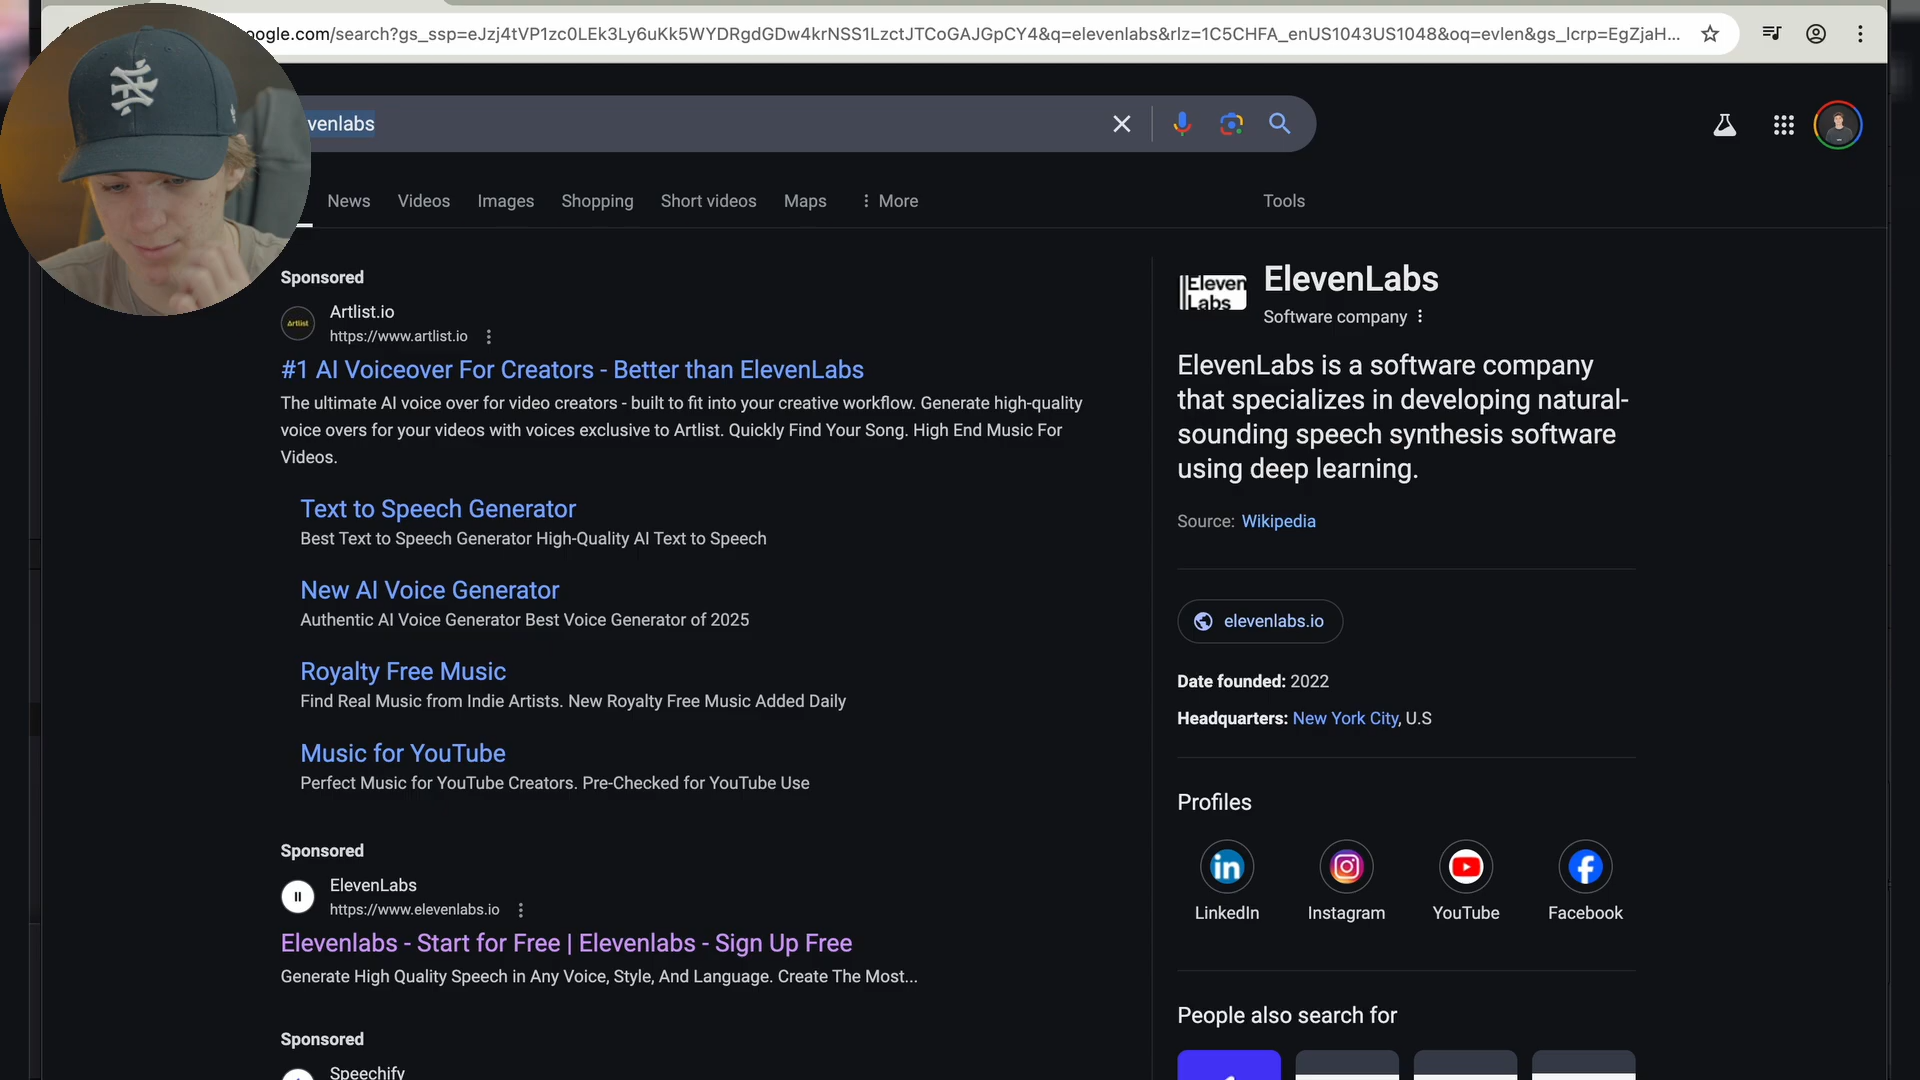 oogle.com/search?gs_ssp=eJzj4tVP1zc0LEk3Ly6uKk5WYDRgdGDw4krNSS1LzctJTCoGAJGpCY4&q=elevenlabs&rlz=1C5CHFA_enUS1043US1048&oq=evlen&gs_lcrp=EgZjaH...
venlabs
News Videos Images Shopping Short videos Maps More Tools
Sponsored
Artlist
Artlist.io
https://www.artlist.io
#1 AI Voiceover For Creators - Better than ElevenLabs
The ultimate AI voice over for video creators - built to fit into your creative workflow. Generate high-quality
voice overs for your videos with voices exclusive to Artlist. Quickly Find Your Song. High End Music For
Videos.
Text to Speech Generator
Best Text to Speech Generator High-Quality AI Text to Speech
New AI Voice Generator
Authentic AI Voice Generator Best Voice Generator of 2025
Royalty Free Music
Find Real Music from Indie Artists. New Royalty Free Music Added Daily
Music for YouTube
Perfect Music for YouTube Creators. Pre-Checked for YouTube Use
Sponsored
ElevenLabs
https://www.elevenlabs.io
Elevenlabs - Start for Free | Elevenlabs - Sign Up Free
Generate High Quality Speech in Any Voice, Style, And Language. Create The Most...
Sponsored
Speechify
Eleven
Labs
ElevenLabs
Software company
ElevenLabs is a software company
that specializes in developing natural-
sounding speech synthesis software
using deep learning.
Source: Wikipedia
elevenlabs.io
Date founded: 2022
Headquarters: New York City, U.S
Profiles
LinkedIn Instagram YouTube Facebook
People also search for